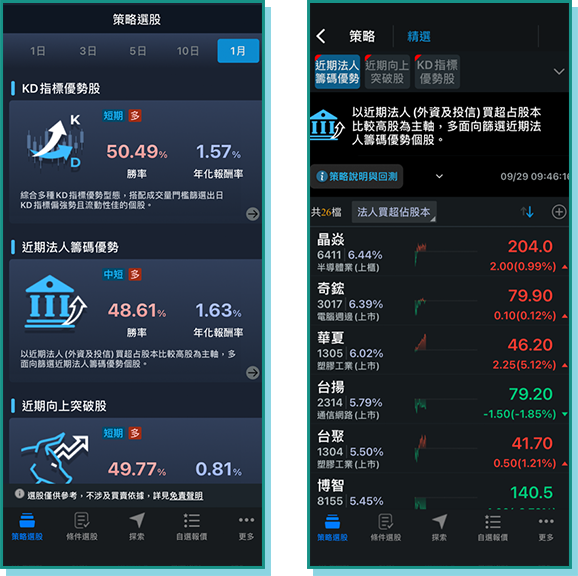 策略選股
1日 3日 5日 10日 1月
KD指標優勢股
K
D
短期 多
50.49% 1.57%
勝率 年化報酬率
綜合多種KD指標優勢型態，搭配成交量門檻篩選出日
KD指標偏強勢且流動性佳的個股。
近期法人籌碼優勢
中短 多
48.61% 1.63%
勝率 年化報酬率
以近期法人(外資及投信)買超占股本比較高股為主軸，多
面向篩選近期法人籌碼優勢個股。
近期向上突破股
短期 多
49.77% 0.81%
選股僅供參考，不涉及買賣依據，詳見免責聲明
策略選股 條件選股 探索 自選報價 更多
策略 精選
近期法人
籌碼優勢
近期向上
突破股
KD指標
優勢股
以近期法人(外資及投信)買超占股本
比較高股為主軸，多面向篩選近期法
人籌碼優勢個股。
策略說明與回測 09/29 09:46:16
共26檔 法人買超佔股本
晶焱
6411 6.44%
半導體業(上櫃)
204.0
2.00(0.99%)
奇鋐
3017 6.39%
電腦週邊(上市)
79.90
0.10(0.12%)
華夏
1305 6.02%
塑膠工業(上市)
46.20
2.25(5.12%)
台揚
2314 5.79%
通信網路(上市)
79.20
-1.50(-1.85%)
台聚
1304 5.50%
塑膠工業(上市)
41.70
0.50(1.21%)
博智
8155 5.45%
140.5
策略選股 條件選股 探索 自選報價 更多